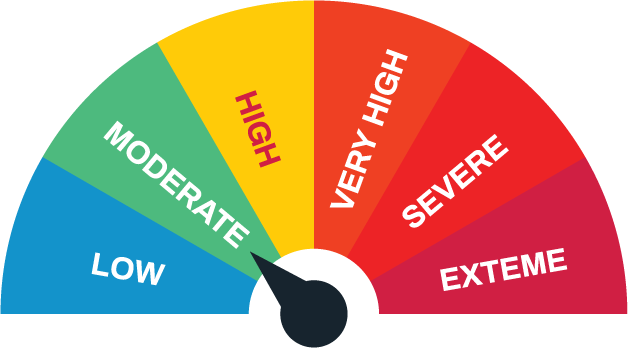 LOW
MODERATE
HIGH
VERY HIGH
SEVERE
EXTEME